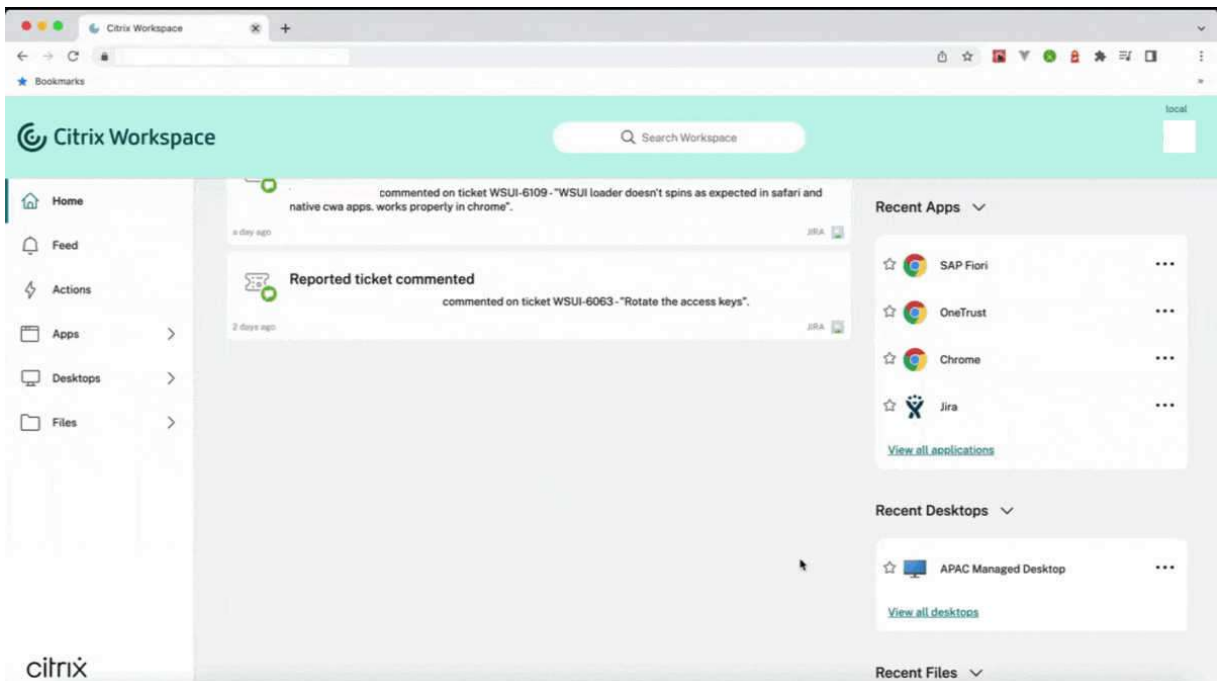 Citrix Workspace
Bookmarks
local
Citrix Workspace
Search Workspace
Home
Feed
Actions
Apps
Desktops
Files
citrix
commented on ticket WSUI-6109 - "WSUI loader doesn't spins as expected in safari and
native cwa apps. works properly in chrome".
a day ago
JIRA
Reported ticket commented
commented on ticket WSUI-6063 - "Rotate the access keys".
2 days ago
JIRA
Recent Apps
SAP Fiori
OneTrust
Chrome
Jira
View all applications
Recent Desktops
APAC Managed Desktop
View all desktops
Recent Files